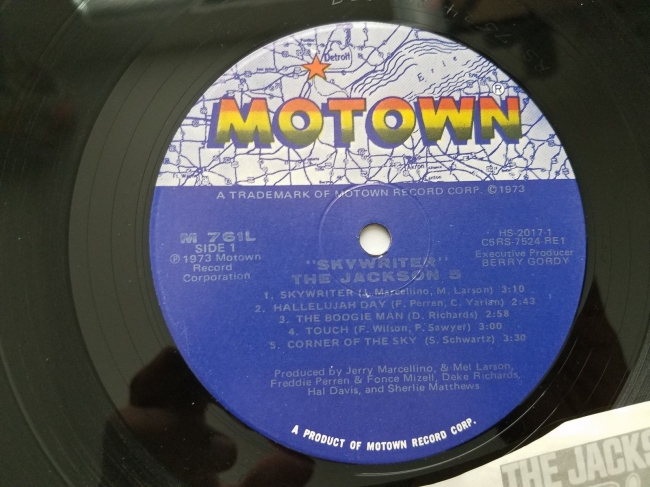 Detroit
Erie
MOTOWN
®
Akron
A TRADEMARK OF MOTOWN RECORD CORP. ©1973
M 761L
SIDE 1
℗ 1973 Motown
Record
Corporation
HS-2017-1
CSRS-7524-RE1
Executive Producer
BERRY GORDY
"SKYWRITER"
THE JACKSON 5
1. SKYWRITER (J. Marcellino, M. Larson) 3:10
2. HALLELUJAH DAY (F. Perren, C. Yarian) 2:43
3. THE BOOGIE MAN (D. Richards) 2:58
4. TOUCH (F. Wilson, P. Sawyer) 3:00
5. CORNER OF THE SKY (S. Schwartz) 3:30
Produced by Jerry Marcellino, & Mel Larson,
Freddie Perren & Fonce Mizell, Deke Richards,
Hal Davis, and Sherlie Matthews
A PRODUCT OF MOTOWN RECORD CORP.
THE JACKS